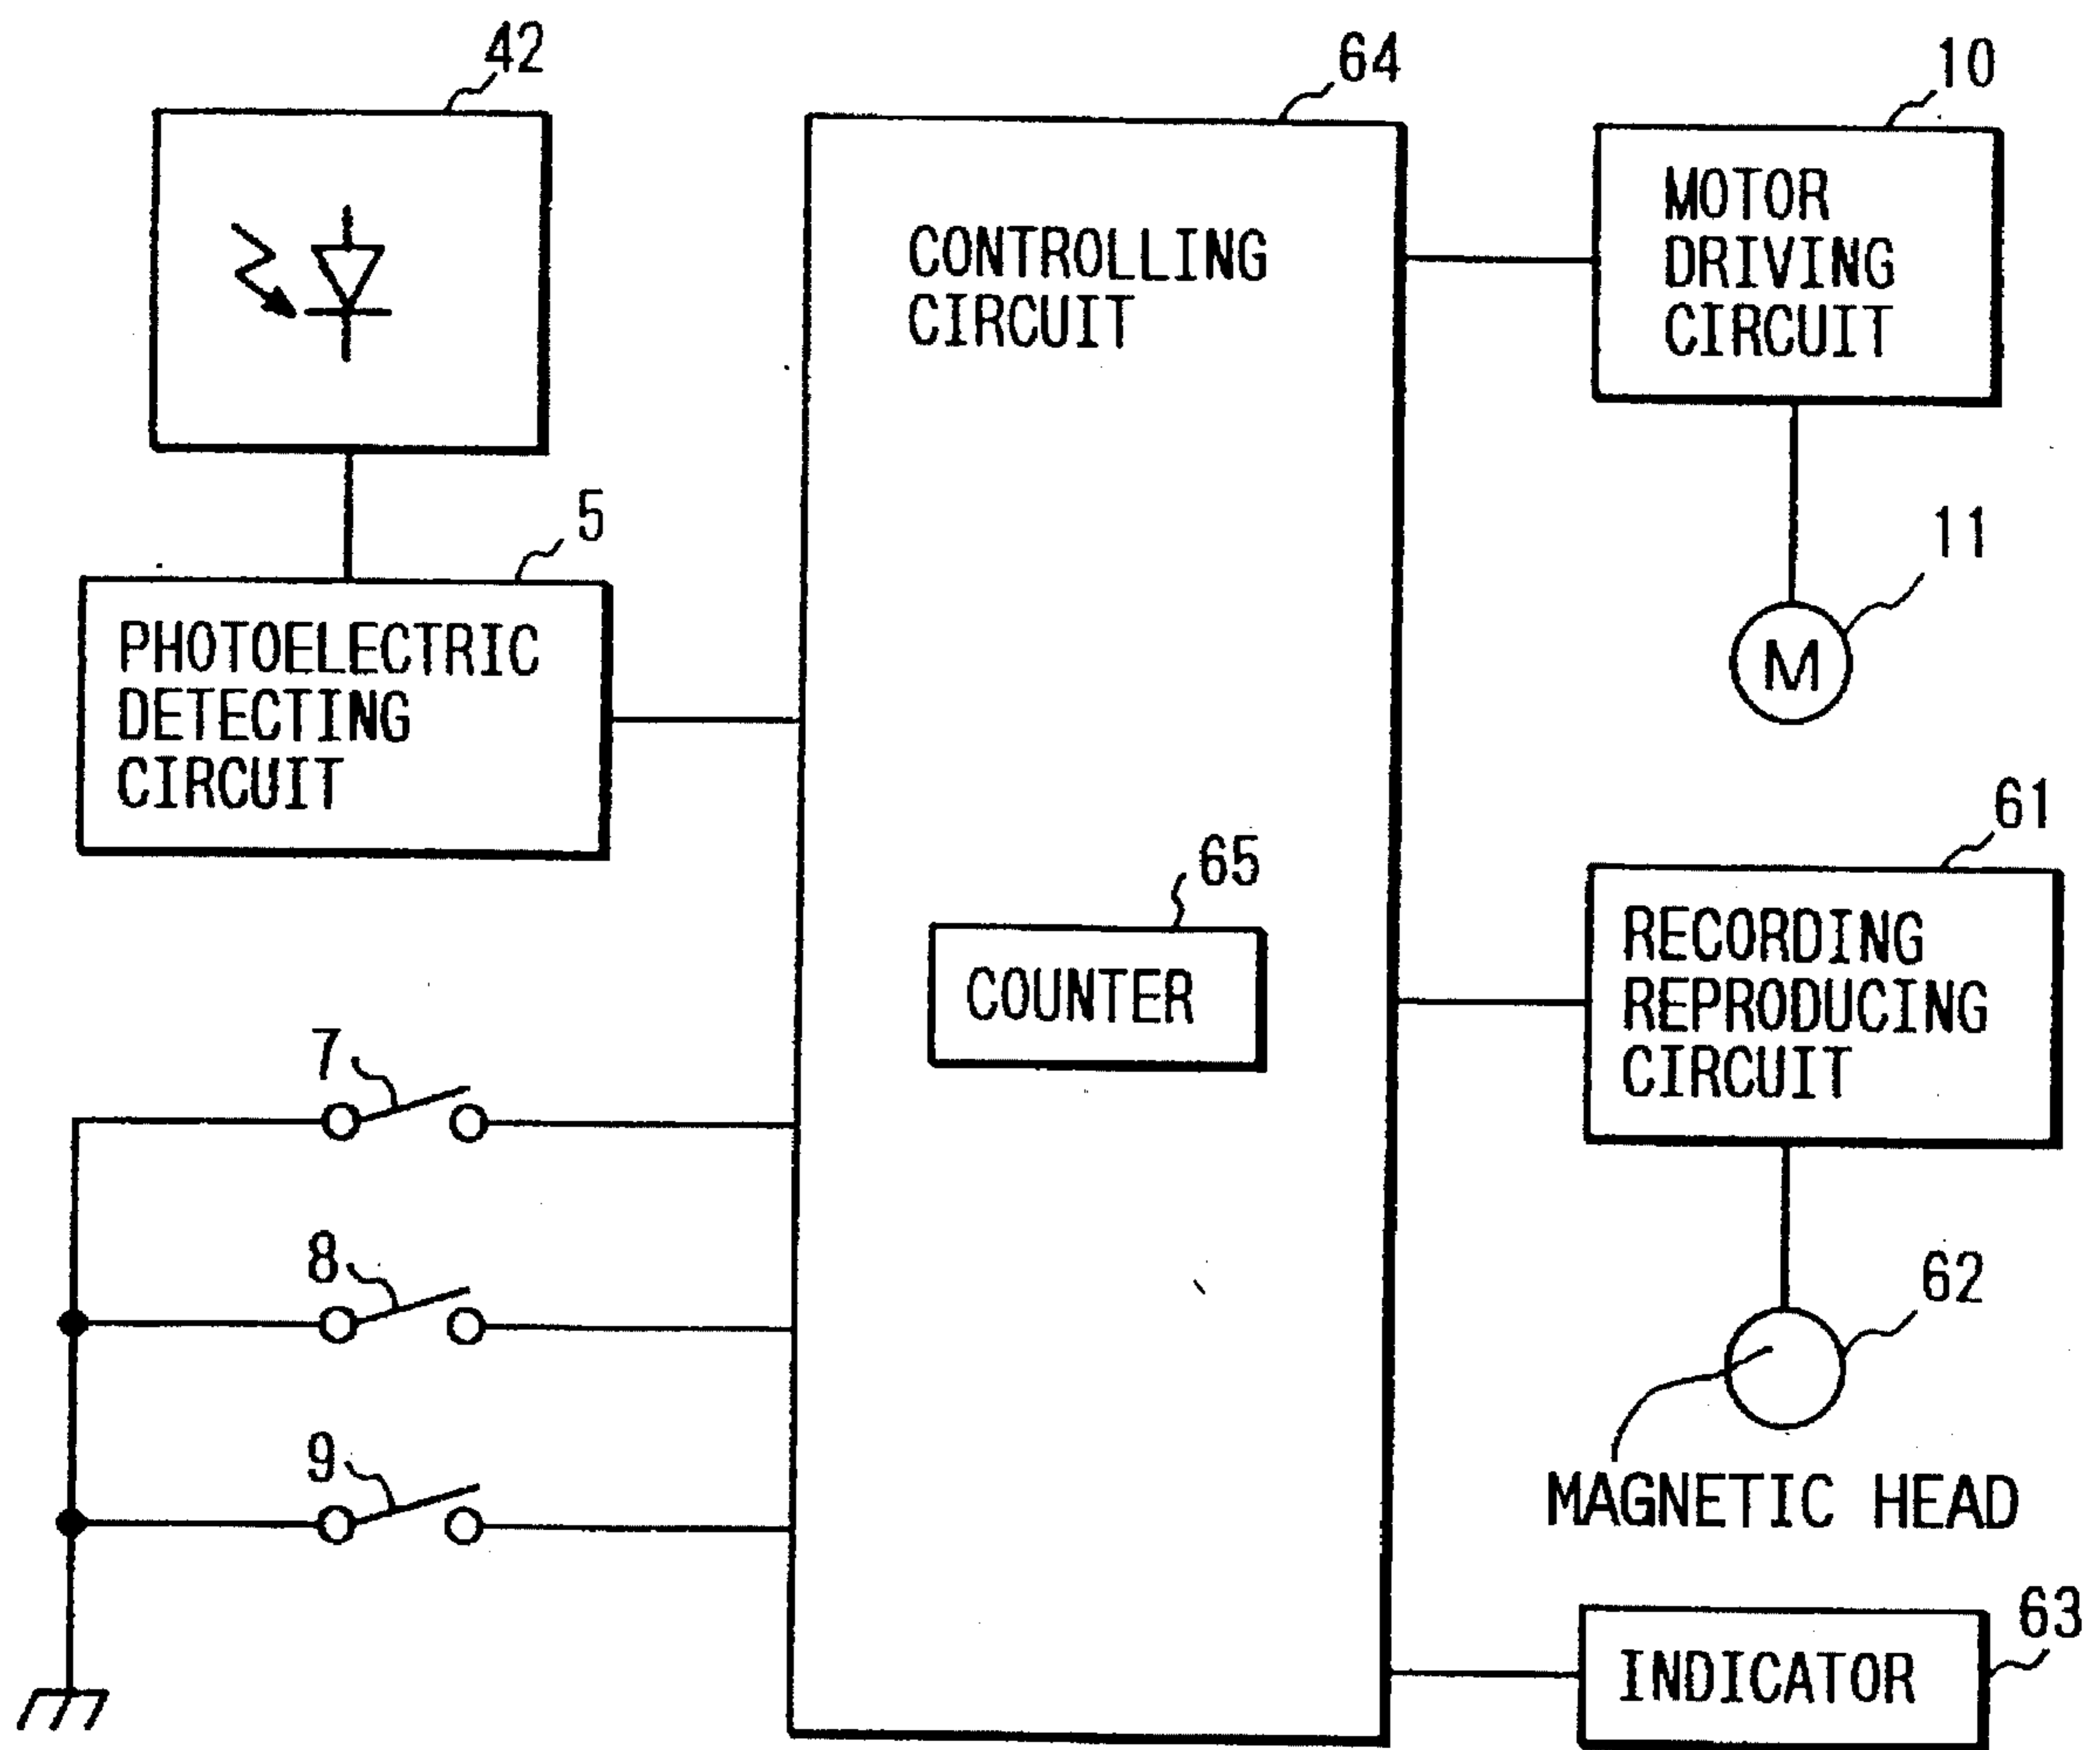 42
64
10
MOTOR
DRIVING
CIRCUIT
CONTROLLING
CIRCUIT
5
11
PHOTOELECTRIC
DETECTING
CIRCUIT
M
61
65
RECORDING
REPRODUCING
CIRCUIT
COUNTER
7
8
62
9
MAGNETIC HEAD
63
INDICATOR